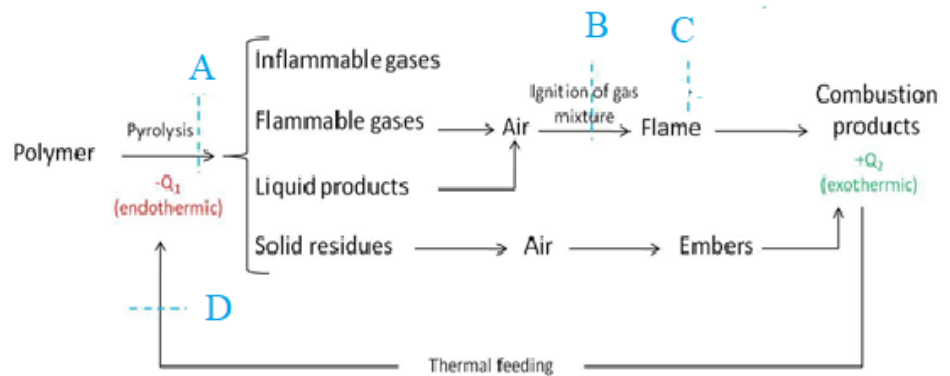 A
B
C
Inflammable gases
Ignition of gas
mixture
Combustion
products
Pyrolysis
Flammable gases
Air
Flame
Polymer
-Q₁
(endothermic)
+Q₂
(exothermic)
Liquid products
Solid residues
Air
Embers
D
Thermal feeding